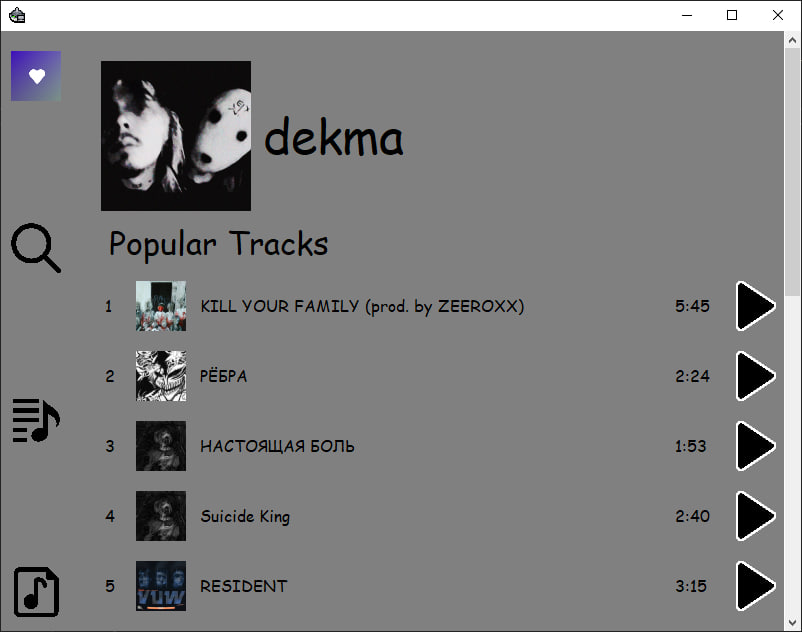 dekma
Popular Tracks
1 KILL YOUR FAMILY (prod. by ZEEROXX) 5:45
2 РЁБРА 2:24
3 НАСТОЯЩАЯ БОЛЬ 1:53
4 Suicide King 2:40
5 RESIDENT 3:15